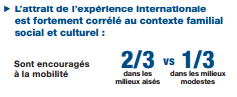 ► L'attrait de l'expérience internationale
est fortement corrélé au contexte familial
social et culturel :
Sont encouragés
à la mobilité
2/3 vs 1/3
dans les milieux aisés
dans les milieux modestes